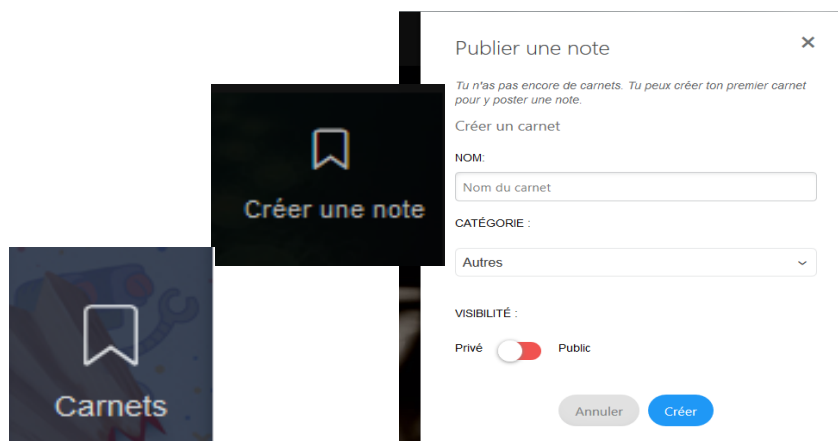 Publier une note
×
Tu n'as pas encore de carnets. Tu peux créer ton premier carnet
pour y poster une note.
Créer un carnet
NOM:
Nom du carnet
CATÉGORIE :
Autres
VISIBILITÉ :
Privé Public
Annuler Créer
Créer une note
Carnets